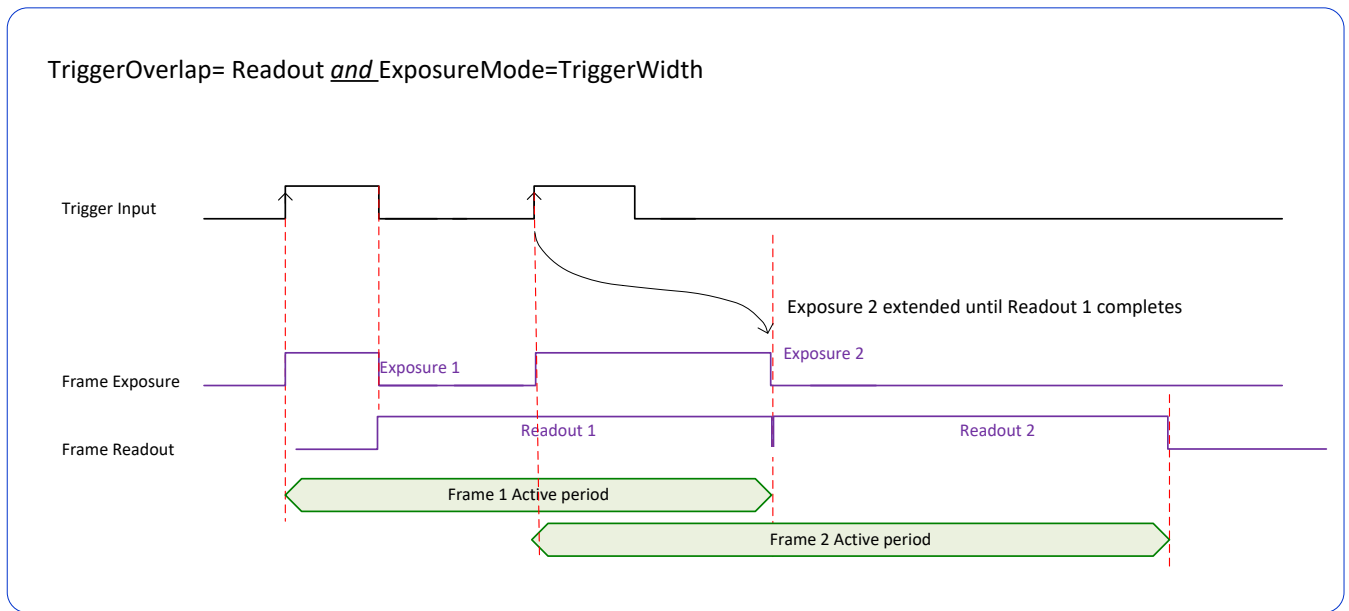 TriggerOverlap= Readout and ExposureMode=TriggerWidth
Trigger Input
Exposure 2 extended until Readout 1 completes
Exposure 2
Exposure 1
Frame Exposure
Readout 1
Readout 2
Frame Readout
Frame 1 Active period
Frame 2 Active period